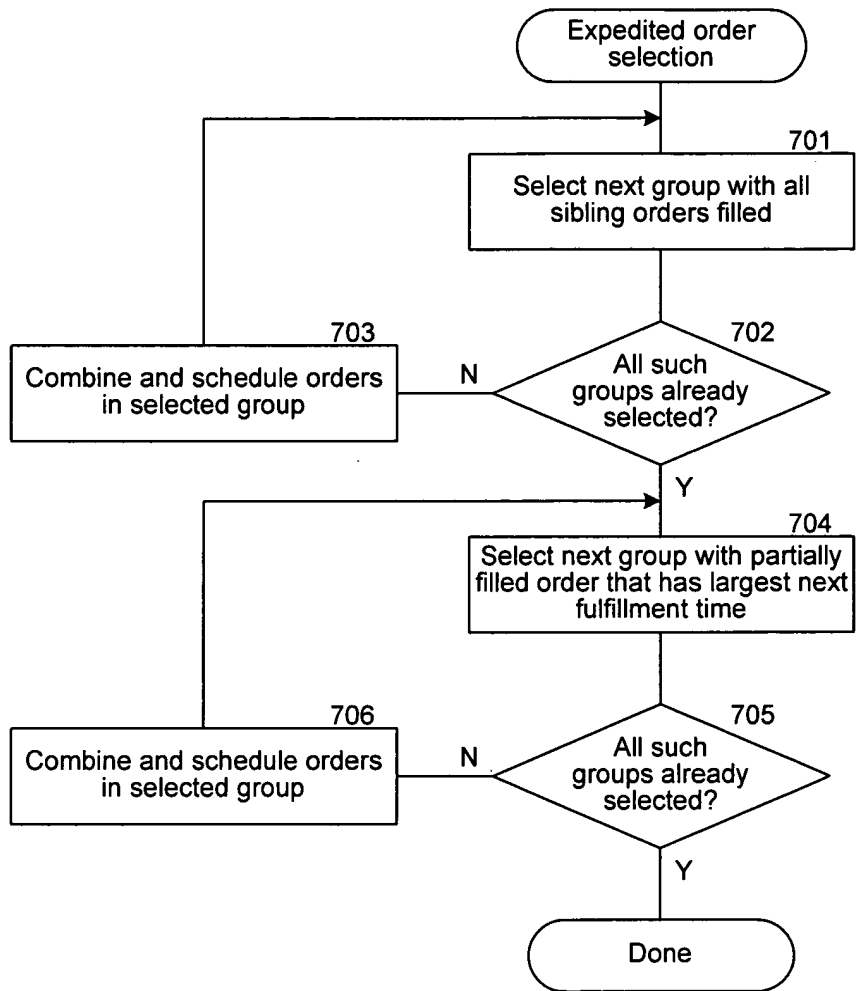 Expedited order
selection
701
Select next group with all
sibling orders filled
702
All such
groups already
selected?
N
703
Combine and schedule orders
in selected group
Y
704
Select next group with partially
filled order that has largest next
fulfillment time
705
All such
groups already
selected?
N
706
Combine and schedule orders
in selected group
Y
Done